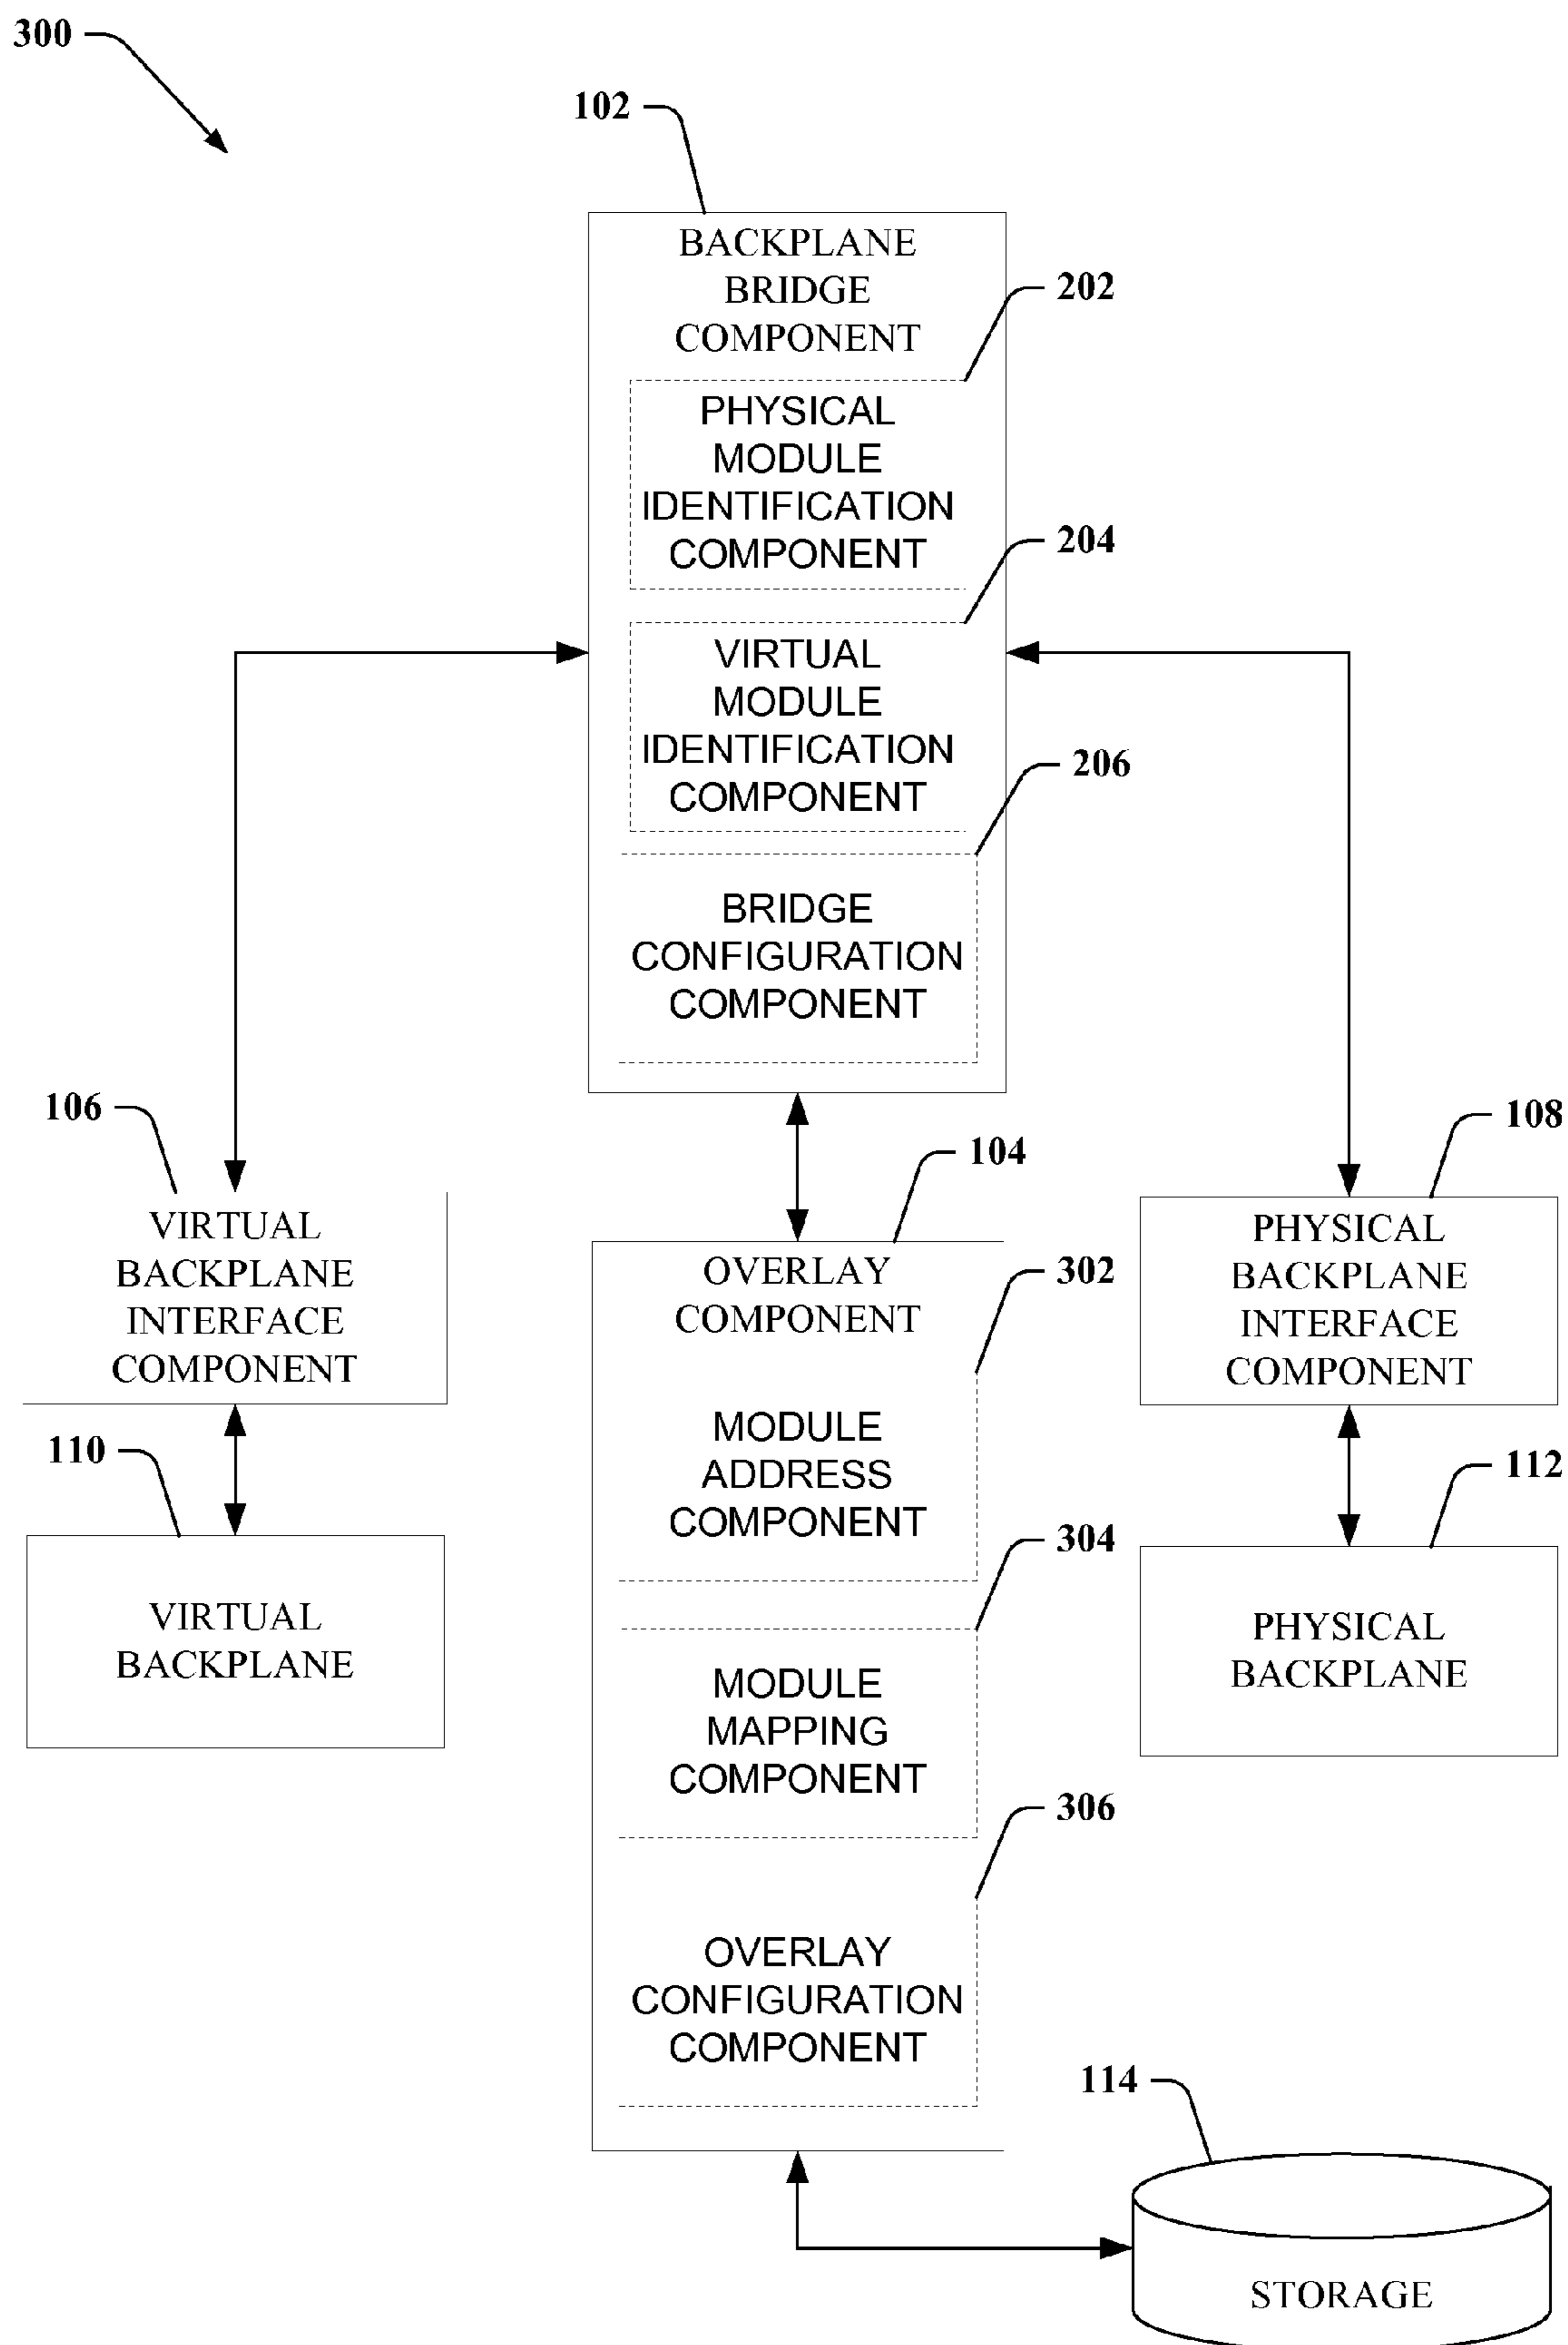 300
102
BACKPLANE
BRIDGE
COMPONENT
202
PHYSICAL
MODULE
IDENTIFICATION
COMPONENT
204
VIRTUAL
MODULE
IDENTIFICATION
COMPONENT
206
BRIDGE
CONFIGURATION
COMPONENT
106
VIRTUAL
BACKPLANE
INTERFACE
COMPONENT
110
VIRTUAL
BACKPLANE
104
OVERLAY
COMPONENT
302
MODULE
ADDRESS
COMPONENT
304
MODULE
MAPPING
COMPONENT
306
OVERLAY
CONFIGURATION
COMPONENT
108
PHYSICAL
BACKPLANE
INTERFACE
COMPONENT
112
PHYSICAL
BACKPLANE
114
STORAGE